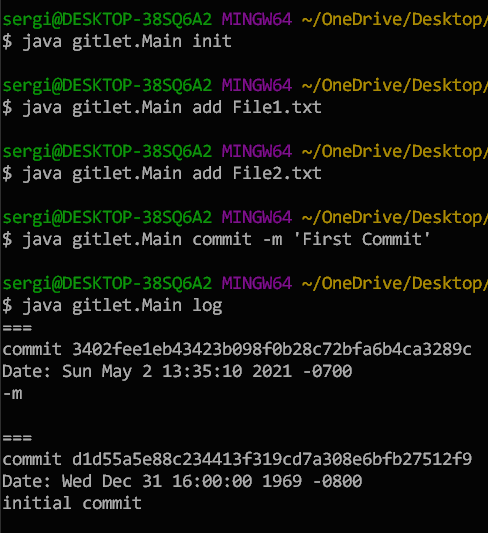 sergi@DESKTOP-38SQ6A2 MINGW64 ~/OneDrive/Desktop/
$ java gitlet.Main init
sergi@DESKTOP-38SQ6A2 MINGW64 ~/OneDrive/Desktop/
$ java gitlet.Main add File1.txt
sergi@DESKTOP-38SQ6A2 MINGW64 ~/OneDrive/Desktop/
$ java gitlet.Main add File2.txt
sergi@DESKTOP-38SQ6A2 MINGW64 ~/OneDrive/Desktop/
$ java gitlet.Main commit -m 'First Commit'
sergi@DESKTOP-38SQ6A2 MINGW64 ~/OneDrive/Desktop/
$ java gitlet.Main log
===
commit 3402fee1eb43423b098f0b28c72bfa6b4ca3289c
Date: Sun May 2 13:35:10 2021 -0700
-m
===
commit d1d55a5e88c234413f319cd7a308e6bfb27512f9
Date: Wed Dec 31 16:00:00 1969 -0800
initial commit